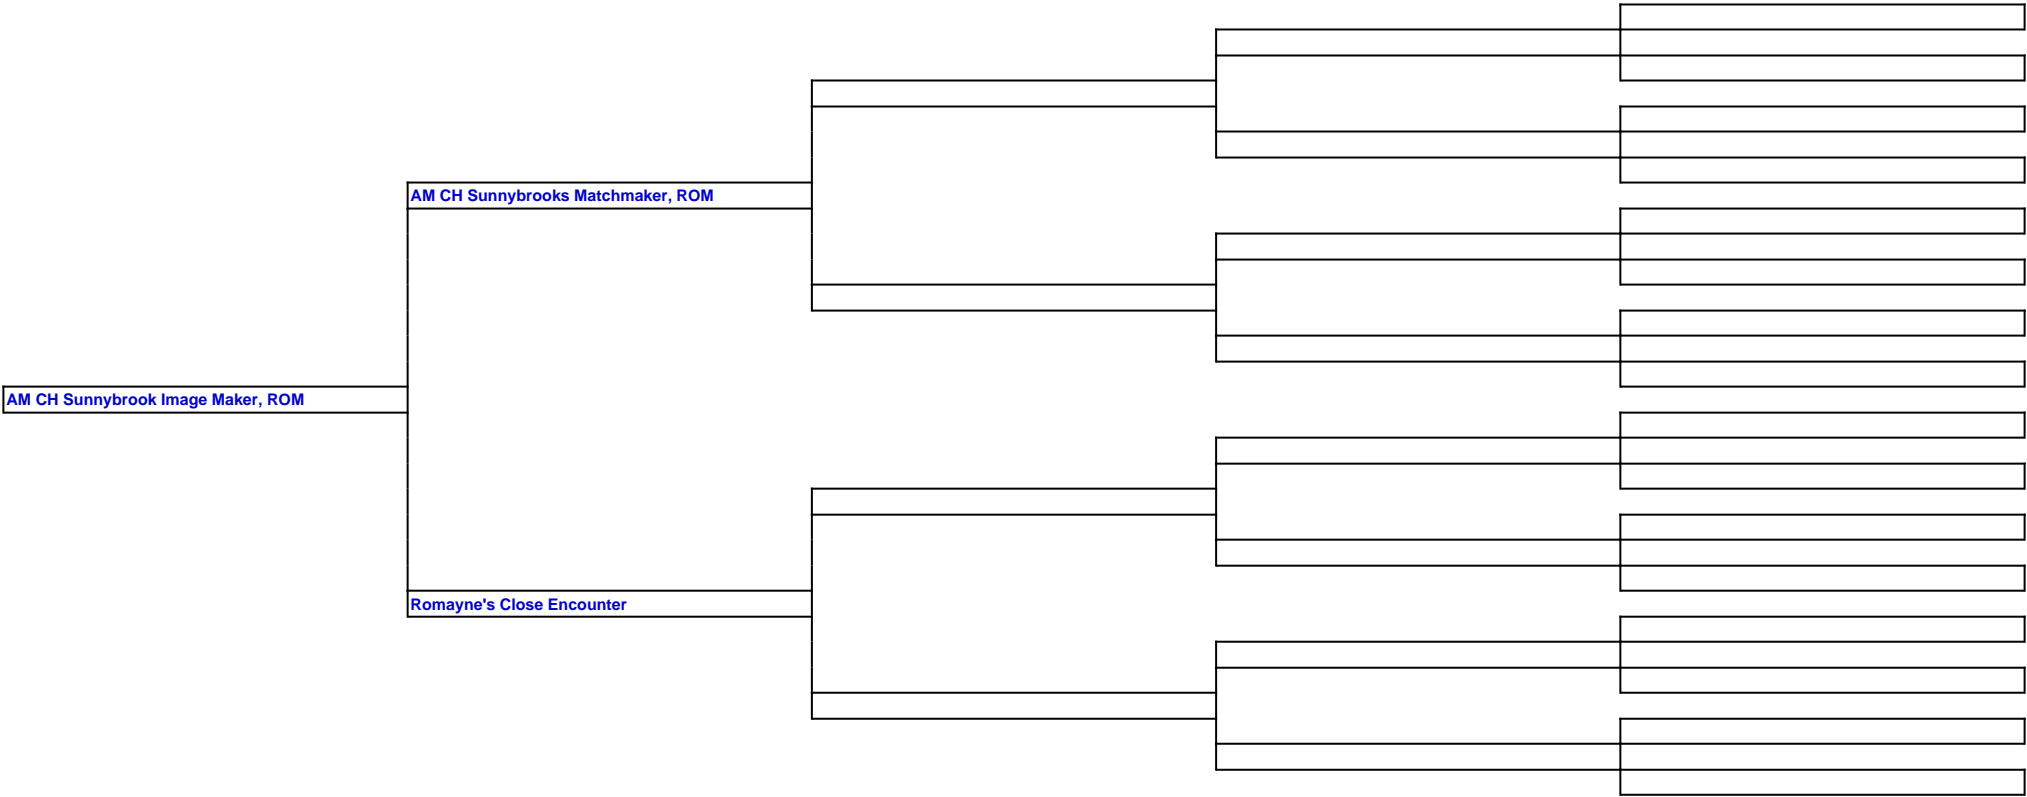 AM CH Sunnybrooks Matchmaker, ROM
AM CH Sunnybrook Image Maker, ROM
Romayne's Close Encounter